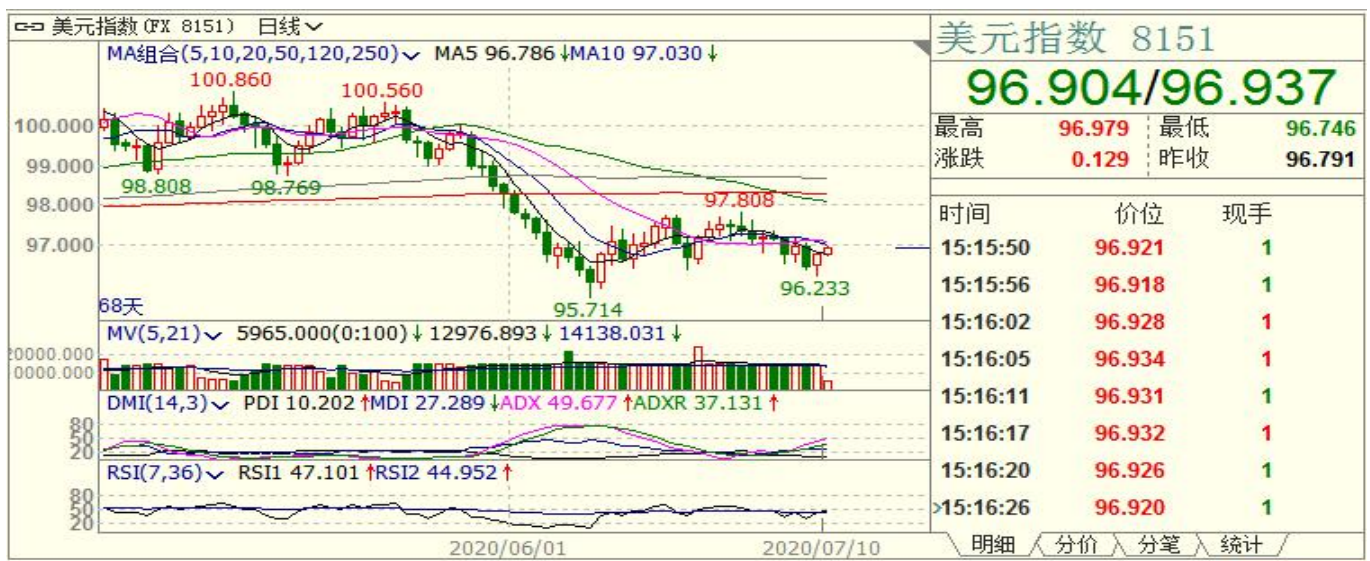 美元指数(FX 8151) 日线
MA组合(5,10,20,50,120,250) MA5 96.786↓MA10 97.030↓
100.860
100.560
100.000
99.000
98.808
98.769
98.000
97.808
97.000
96.233
95.714
68天
MV(5,21) 5965.000(0:100)↓12976.893↓14138.031↓
20000.000
0000.000
DMI(14,3) PDI 10.202↑MDI 27.289↓ADX 49.677↑ADXR 37.131↑
80
50
20
RSI(7,36) RSI1 47.101↑RSI2 44.952↑
80
50
20
2020/06/01
2020/07/10
美元指数 8151
96.904/96.937
最高 96.979 最低 96.746
涨跌 0.129 昨收 96.791
时间 价位 现手
15:15:50 96.921 1
15:15:56 96.918 1
15:16:02 96.928 1
15:16:05 96.934 1
15:16:11 96.931 1
15:16:17 96.932 1
15:16:20 96.926 1
>15:16:26 96.920 1
明细 分价 分笔 统计